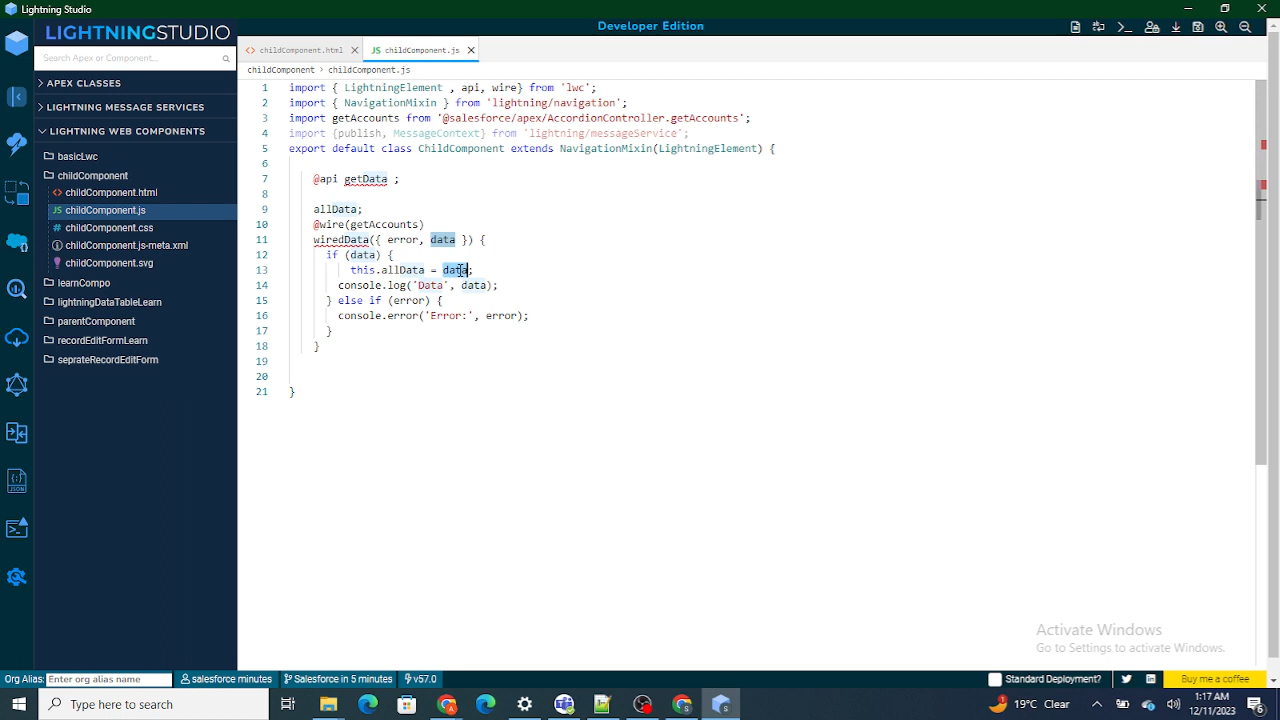 Lightning Studio
LIGHTNINGSTUDIO
Developer Edition
Search Apex or Component...
APEX CLASSES
LIGHTNING MESSAGE SERVICES
LIGHTNING WEB COMPONENTS
basicLwc
childComponent
childComponent.html
childComponent.js
childComponent.css
childComponent.js-meta.xml
childComponent.svg
learnCompo
lightningDataTableLearn
parentComponent
recordEditFormLearn
seprateRecordEditForm
JSON
childComponent.html
JS childComponent.js
childComponent > childComponent.js
1 import { LightningElement , api, wire} from 'lwc';
2 import { NavigationMixin } from 'lightning/navigation';
3 import getAccounts from '@salesforce/apex/AccordionController.getAccounts';
4 import {publish, MessageContext} from 'lightning/messageService';
5 export default class ChildComponent extends NavigationMixin(LightningElement) {
6
7 @api getData ;
8
9 allData;
10 @wire(getAccounts)
11 wiredData({ error, data }) {
12 if (data) {
13 this.allData = data;
14 console.log('Data', data);
15 } else if (error) {
16 console.error('Error:', error);
17 }
18 }
19
20
21 }
Activate Windows
Go to Settings to activate Windows.
Org Alias: Enter org alias name
salesforce minutes
Salesforce in 5 minutes
v57.0
Standard Deployment?
Buy me a coffee
Type here to search
19°C Clear
1:17 AM
12/11/2023
6